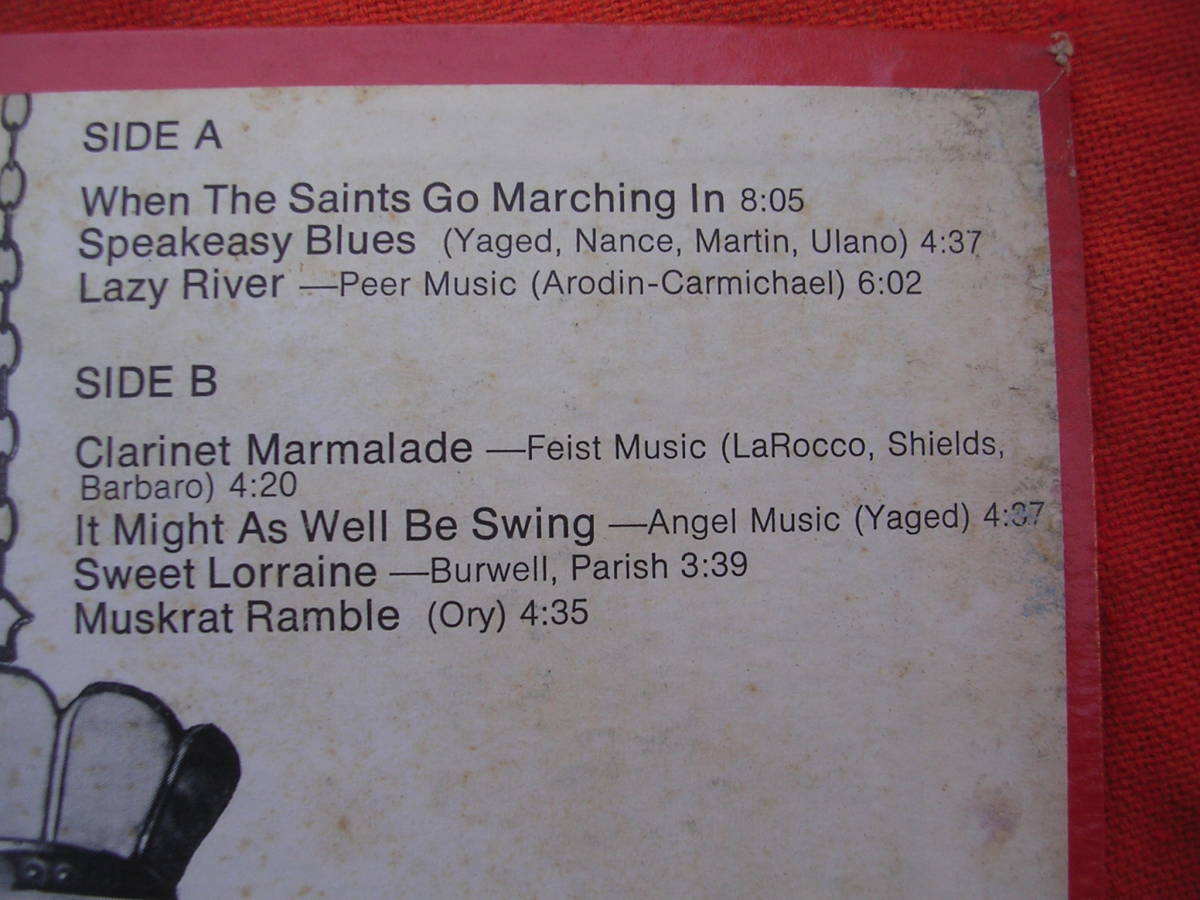 SIDE A
When The Saints Go Marching In 8:05
Speakeasy Blues (Yaged, Nance, Martin, Ulano) 4:37
Lazy River —Peer Music (Arodin-Carmichael) 6:02
SIDE B
Clarinet Marmalade —Feist Music (LaRocco, Shields,
Barbaro) 4:20
It Might As Well Be Swing —Angel Music (Yaged) 4:37
Sweet Lorraine —Burwell, Parish 3:39
Muskrat Ramble (Ory) 4:35